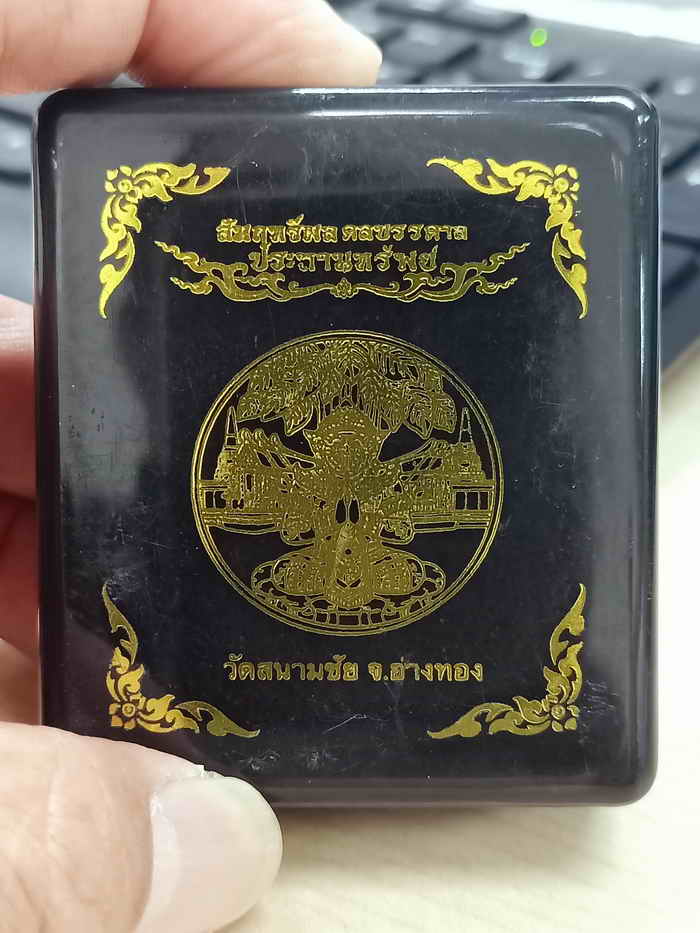 สัมฤทธิ์ผล ดลบรรดาล
ประทานทรัพย์
วัดสนามชัย จ.อ่างทอง